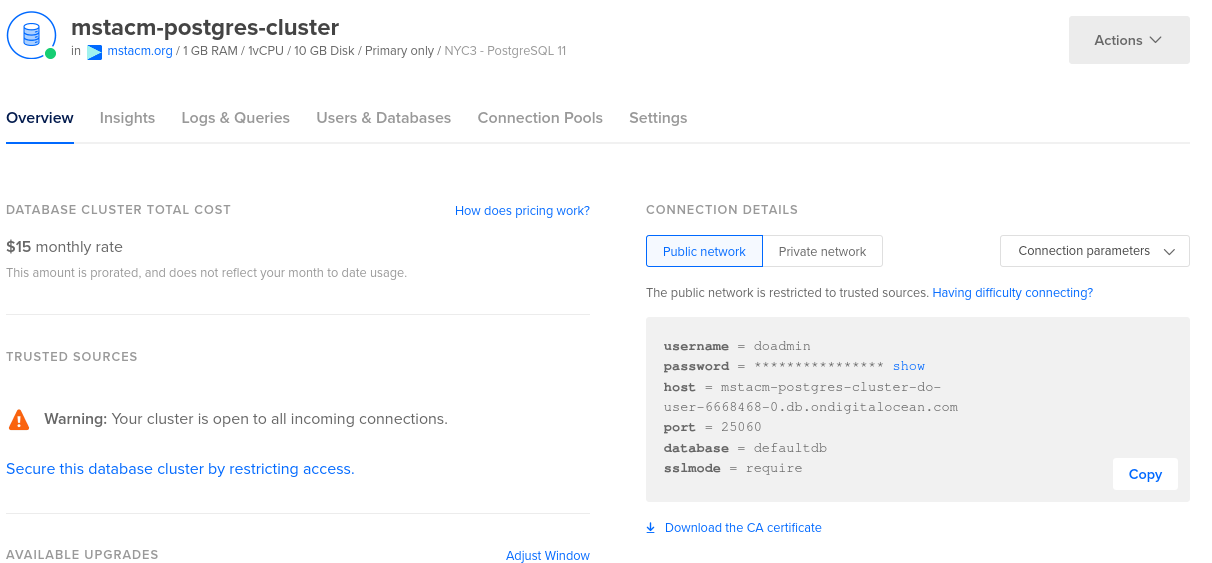 mstacm-postgres-cluster
in mstacm.org / 1 GB RAM / 1vCPU / 10 GB Disk / Primary only / NYC3 - PostgreSQL 11
Actions
Overview Insights Logs & Queries Users & Databases Connection Pools Settings
DATABASE CLUSTER TOTAL COST
How does pricing work?
$15 monthly rate
This amount is prorated, and does not reflect your month to date usage.
TRUSTED SOURCES
Warning: Your cluster is open to all incoming connections.
Secure this database cluster by restricting access.
AVAILABLE UPGRADES
Adjust Window
CONNECTION DETAILS
Public network Private network
Connection parameters
The public network is restricted to trusted sources. Having difficulty connecting?
username = doadmin
password = **************** show
host = mstacm-postgres-cluster-do-
user-6668468-0.db.ondigitalocean.com
port = 25060
database = defaultdb
sslmode = require
Copy
Download the CA certificate